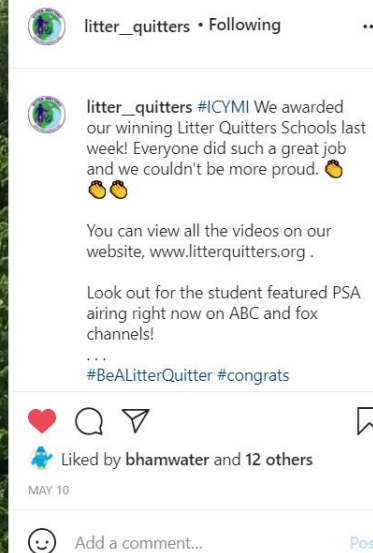 litter__quitters • Following
litter__quitters #ICYMI We awarded
our winning Litter Quitters Schools last
week! Everyone did such a great job
and we couldn't be more proud. 👏
👏👏
You can view all the videos on our
website, www.litterquitters.org .
Look out for the student featured PSA
airing right now on ABC and fox
channels!
. . .
#BeALitterQuitter #congrats
Liked by bhamwater and 12 others
MAY 10
Add a comment...
Pos